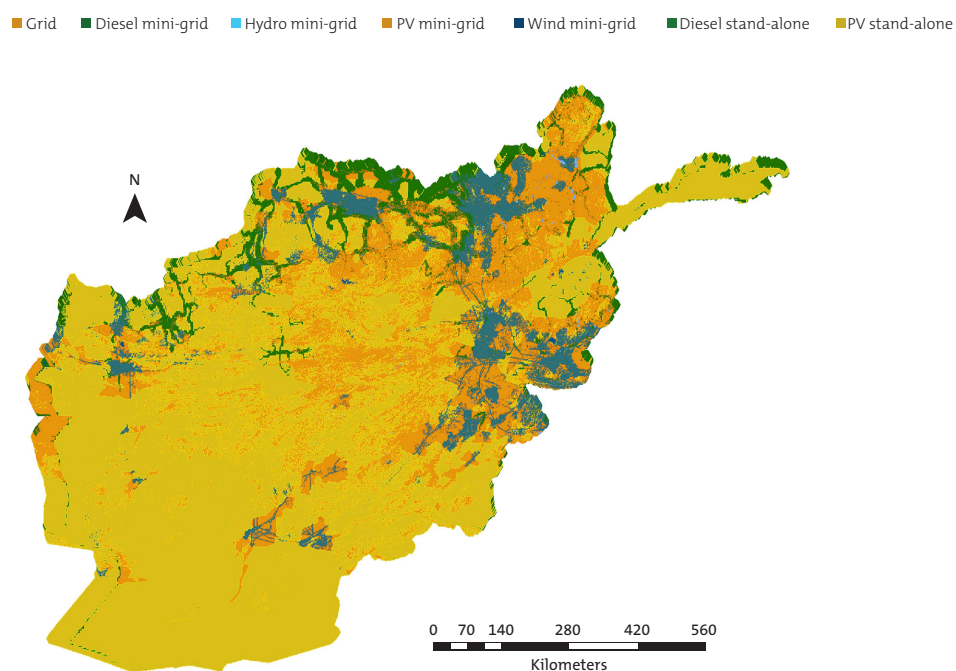 Grid Diesel mini-grid Hydro mini-grid PV mini-grid Wind mini-grid Diesel stand-alone PV stand-alone
N
0 70 140 280 420 560
Kilometers